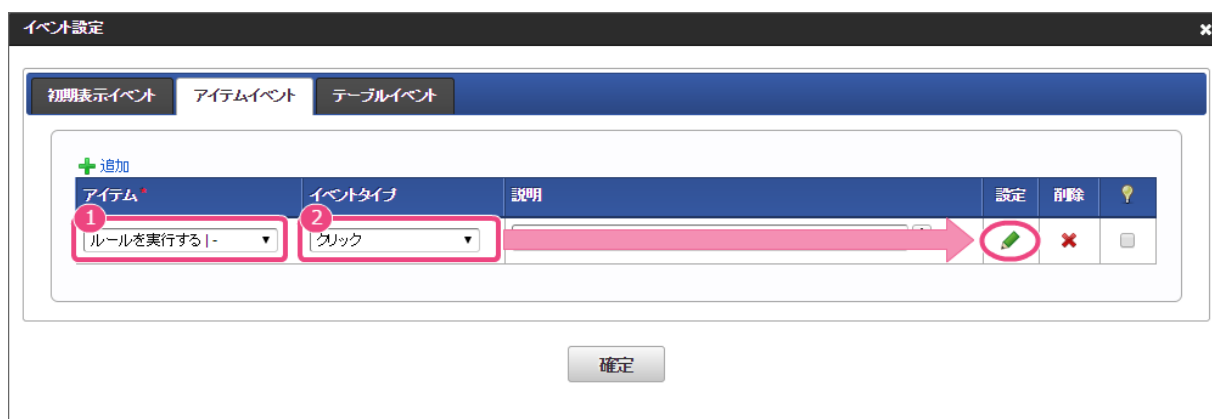 イベント設定
初期表示イベント アイテムイベント テーブルイベント
追加
アイテム* イベントタイプ 説明 設定 削除
1 2
ルールを実行する | - クリック
確定